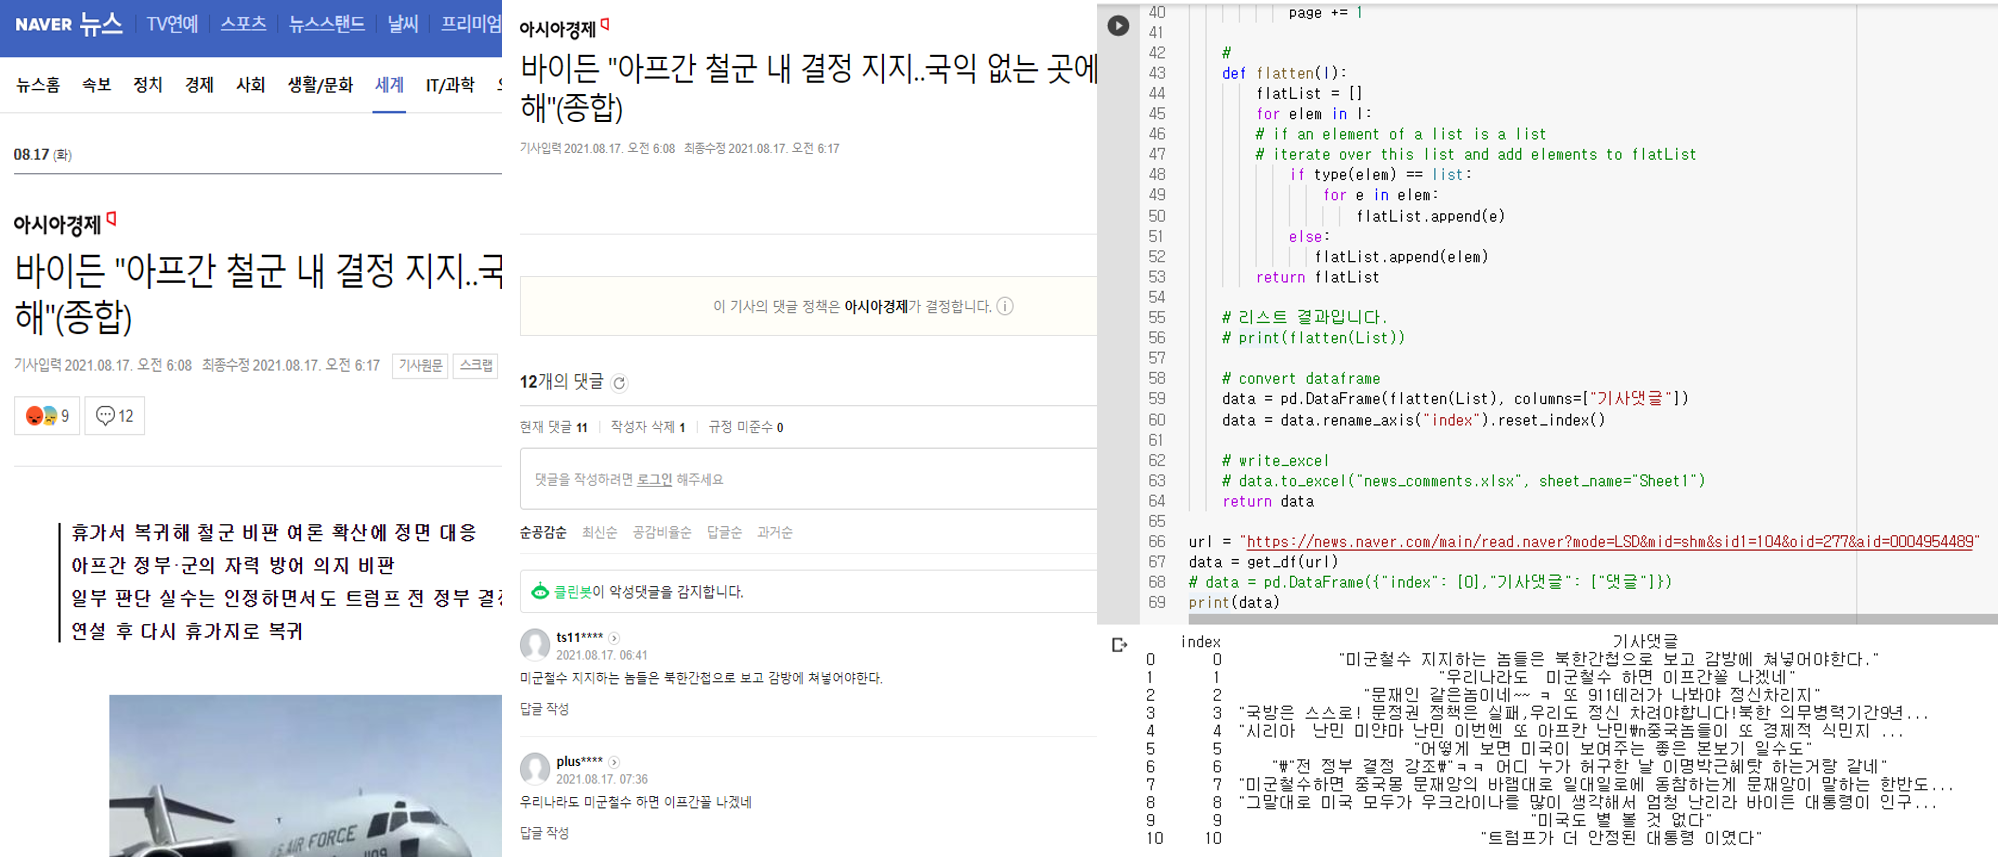 NAVER 뉴스 TV연예 스포츠 뉴스스탠드 날씨 프리미엄
뉴스홈 속보 정치 경제 사회 생활/문화 세계 IT/과학
08.17 (화)
아시아경제
바이든 "아프간 철군 내 결정 지지..국
해"(종합)
기사입력 2021.08.17. 오전 6:08 최종수정 2021.08.17. 오전 6:17 기사원문 스크랩
9 12
휴가서 복귀해 철군 비판 여론 확산에 정면 대응
아프간 정부·군의 자력 방어 의지 비판
일부 판단 실수는 인정하면서도 트럼프 전 정부 결정
연설 후 다시 휴가지로 복귀
U.S. AIR FORCE
1109
아시아경제
바이든 "아프간 철군 내 결정 지지..국익 없는 곳에
해"(종합)
기사입력 2021.08.17. 오전 6:08 최종수정 2021.08.17. 오전 6:17
이 기사의 댓글 정책은 아시아경제가 결정합니다.
12개의 댓글
현재 댓글 11 작성자 삭제 1 규정 미준수 0
댓글을 작성하려면 로그인 해주세요
순공감순 최신순 공감비율순 답글순 과거순
클린봇이 악성댓글을 감지합니다.
ts11****
2021.08.17. 06:41
미군철수 지지하는 놈들은 북한간첩으로 보고 감방에 쳐넣어야한다.
답글 작성
plus****
2021.08.17. 07:36
우리나라도 미군철수 하면 이프간꼴 나겠네
답글 작성
40 page += 1
41
42 #
43 def flatten(l):
44 flatList = []
45 for elem in l:
46 # if an element of a list is a list
47 # iterate over this list and add elements to flatList
48 if type(elem) == list:
49 for e in elem:
50 flatList.append(e)
51 else:
52 flatList.append(elem)
53 return flatList
54
55 # 리스트 결과입니다.
56 # print(flatten(List))
57
58 # convert dataframe
59 data = pd.DataFrame(flatten(List), columns=["기사댓글"])
60 data = data.rename_axis("index").reset_index()
61
62 # write_excel
63 # data.to_excel("news_comments.xlsx", sheet_name="Sheet1")
64 return data
65
66 url = "https://news.naver.com/main/read.naver?mode=LSD&mid=shm&sid1=104&oid=277&aid=0004954489"
67 data = get_df(url)
68 # data = pd.DataFrame({"index": [0],"기사댓글": ["댓글"]})
69 print(data)
index 기사댓글
0 0 "미군철수 지지하는 놈들은 북한간첩으로 보고 감방에 쳐넣어야한다."
1 1 "우리나라도 미군철수 하면 이프간꼴 나겠네"
2 2 "문재인 같은놈이네~~ ㅋ 또 911테러가 나봐야 정신차리지"
3 3 "국방은 스스로! 문정권 정책은 실패,우리도 정신 차려야합니다!북한 의무병력기간9년...
4 4 "시리아 난민 미얀마 난민 이번엔 또 아프칸 난민\n중국놈들이 또 경제적 식민지 ...
5 5 "어떻게 보면 미국이 보여주는 좋은 본보기 일수도"
6 6 "\"전 정부 결정 강조\"ㅋㅋ 어디 누가 허구한 날 이명박근혜탓 하는거랑 같네"
7 7 "미군철수하면 중국몽 문재앙의 바램대로 일대일로에 동참하는게 문재앙이 말하는 한반도...
8 8 "그말대로 미국 모두가 우크라이나를 많이 생각해서 엄청 난리라 바이든 대통령이 인구...
9 9 "미국도 별 볼 것 없다"
10 10 "트럼프가 더 안정된 대통령 이였다"